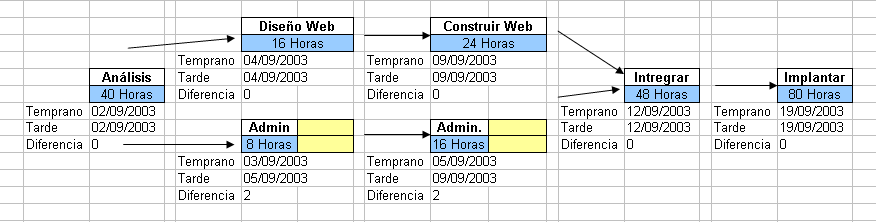 Diseño Web
16 Horas
Temprano 04/09/2003
Tarde 04/09/2003
Diferencia 0
Construir Web
24 Horas
Temprano 09/09/2003
Tarde 09/09/2003
Diferencia 0
Análisis
40 Horas
Temprano 02/09/2003
Tarde 02/09/2003
Diferencia 0
Intregrar
48 Horas
Temprano 12/09/2003
Tarde 12/09/2003
Diferencia 0
Implantar
80 Horas
Temprano 19/09/2003
Tarde 19/09/2003
Diferencia 0
Admin
8 Horas
Temprano 03/09/2003
Tarde 05/09/2003
Diferencia 2
Admin.
16 Horas
Temprano 05/09/2003
Tarde 09/09/2003
Diferencia 2